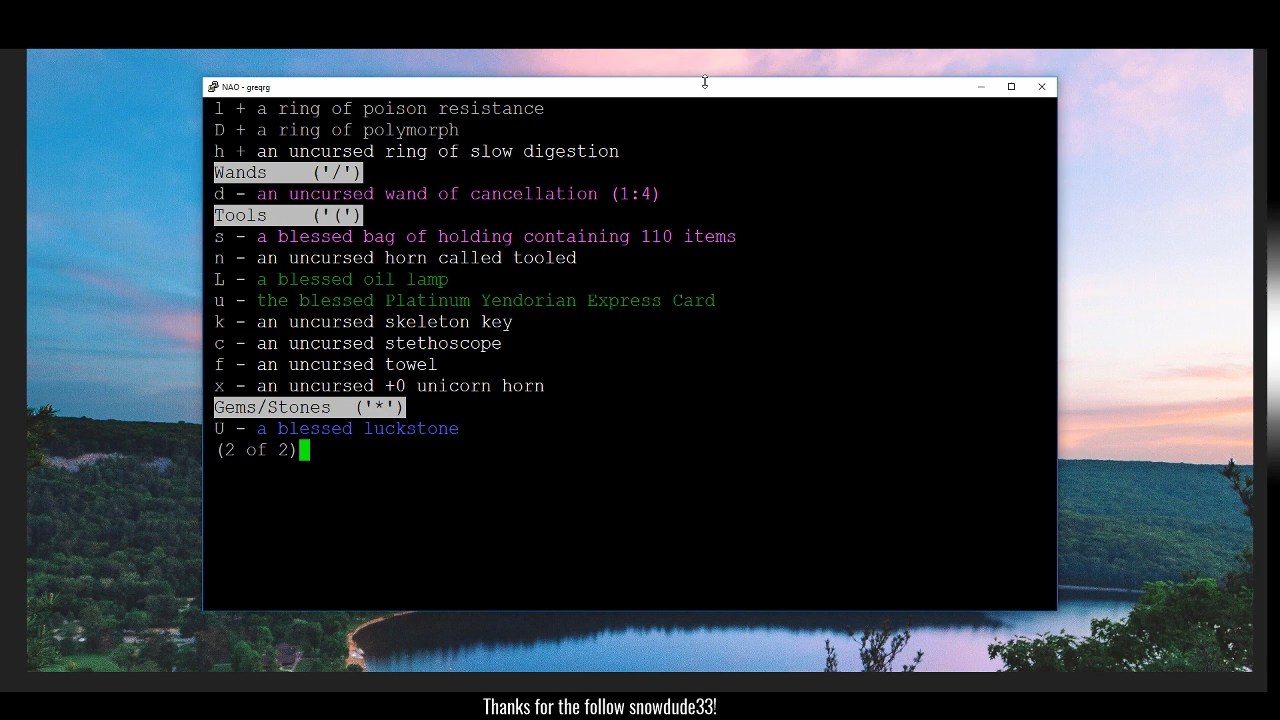 NAO - greqrg
l + a ring of poison resistance
D + a ring of polymorph
h + an uncursed ring of slow digestion
Wands ('/')
d - an uncursed wand of cancellation (1:4)
Tools ('(')
s - a blessed bag of holding containing 110 items
n - an uncursed horn called tooled
L - a blessed oil lamp
u - the blessed Platinum Yendorian Express Card
k - an uncursed skeleton key
c - an uncursed stethoscope
f - an uncursed towel
x - an uncursed +0 unicorn horn
Gems/Stones ('*')
U - a blessed luckstone
(2 of 2)
Thanks for the follow snowdude33!